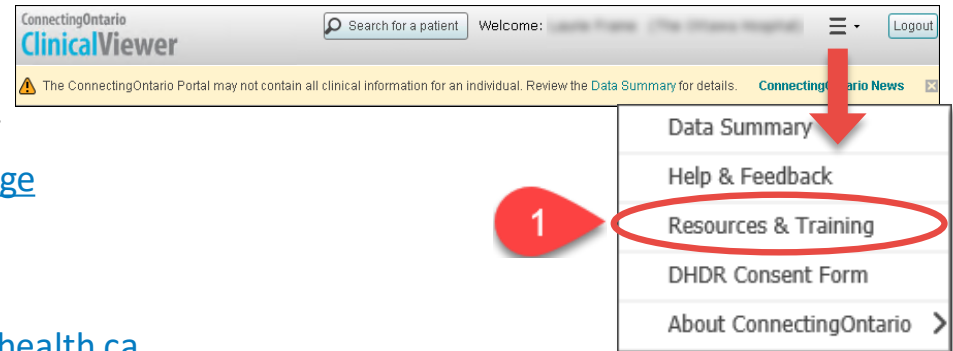 ConnectingOntario
ClinicalViewer
Search for a patient Welcome: Logout
The ConnectingOntario Portal may not contain all clinical information for an individual. Review the Data Summary for details. ConnectingOntario News
Data Summary
ge
Help & Feedback
1
Resources & Training
DHDR Consent Form
About ConnectingOntario
health.ca